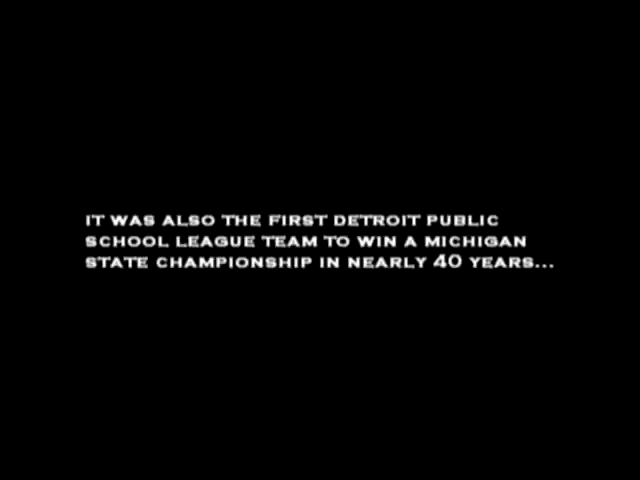 IT WAS ALSO THE FIRST DETROIT PUBLIC
SCHOOL LEAGUE TEAM TO WIN A MICHIGAN
STATE CHAMPIONSHIP IN NEARLY 40 YEARS...